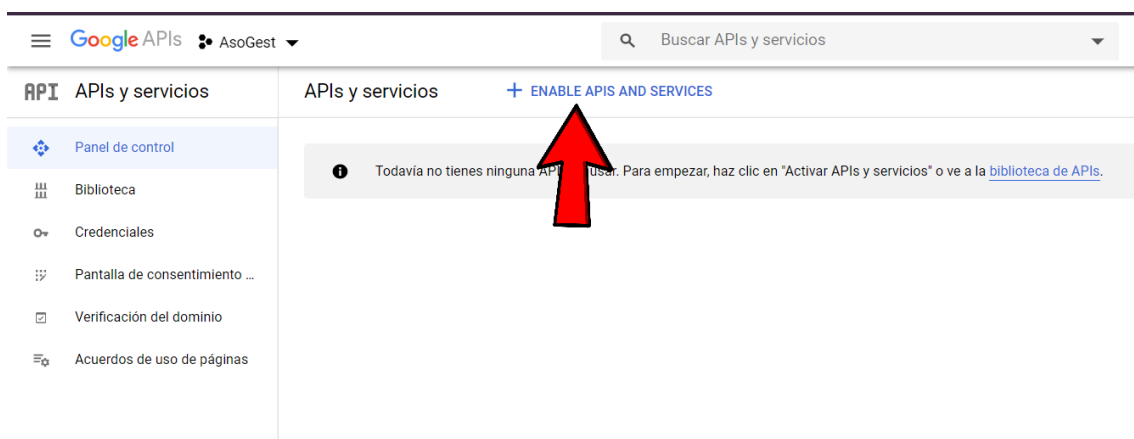 Google APIs AsoGest Buscar APIs y servicios
API APIs y servicios
APIs y servicios + ENABLE APIS AND SERVICES
Panel de control
Todavía no tienes ninguna API usar. Para empezar, haz clic en "Activar APIs y servicios" o ve a la biblioteca de APIs.
Biblioteca
Credenciales
Pantalla de consentimiento ...
Verificación del dominio
Acuerdos de uso de páginas